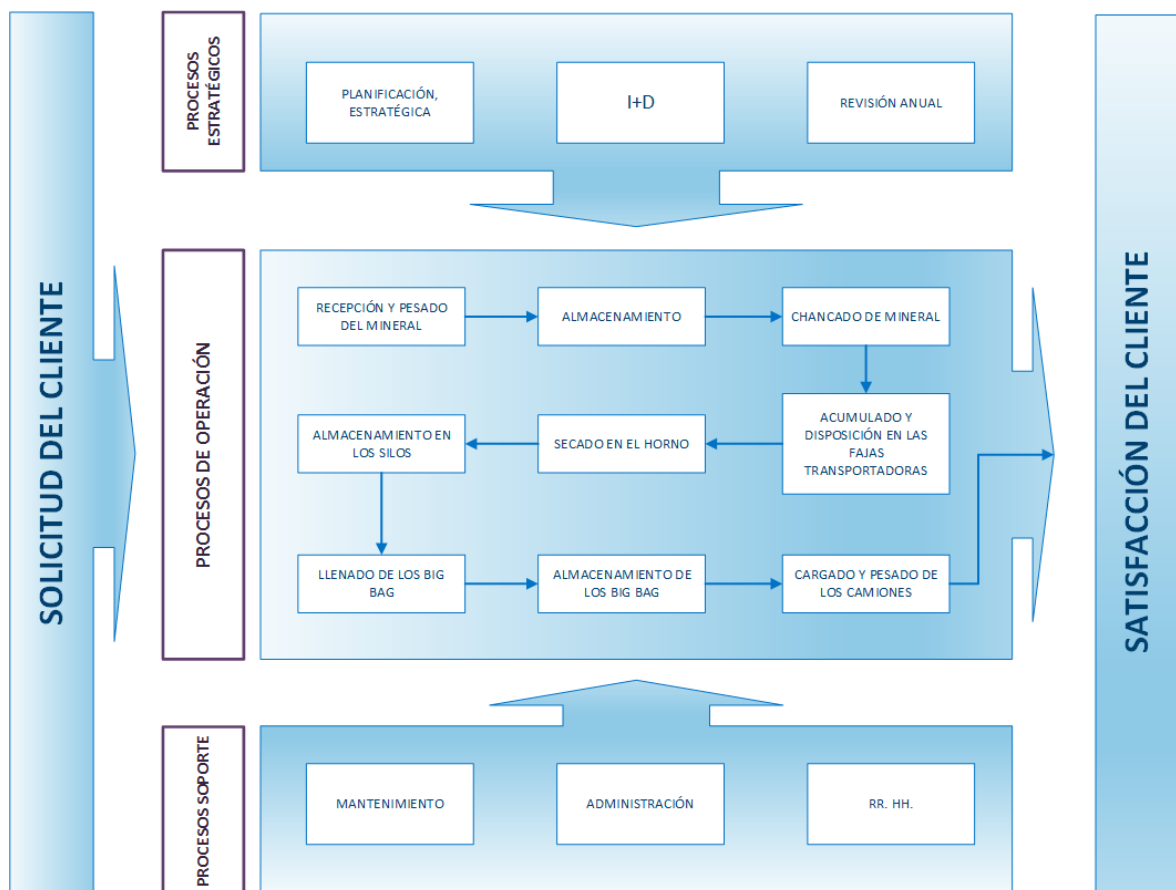 SOLICITUD DEL CLIENTE
PROCESOS
ESTRATÉGICOS
PLANIFICACIÓN,
ESTRATÉGICA
I+D
REVISIÓN ANUAL
PROCESOS DE OPERACIÓN
RECEPCIÓN Y PESADO
DEL MINERAL
ALMACENAMIENTO
CHANCADO DE MINERAL
ACUMULADO Y
DISPOSICIÓN EN LAS
FAJAS
TRANSPORTADORAS
SECADO EN EL HORNO
ALMACENAMIENTO EN
LOS SILOS
LLENADO DE LOS BIG
BAG
ALMACENAMIENTO DE
LOS BIG BAG
CARGADO Y PESADO DE
LOS CAMIONES
PROCESOS SOPORTE
MANTENIMIENTO
ADMINISTRACIÓN
RR. HH.
SATISFACCIÓN DEL CLIENTE